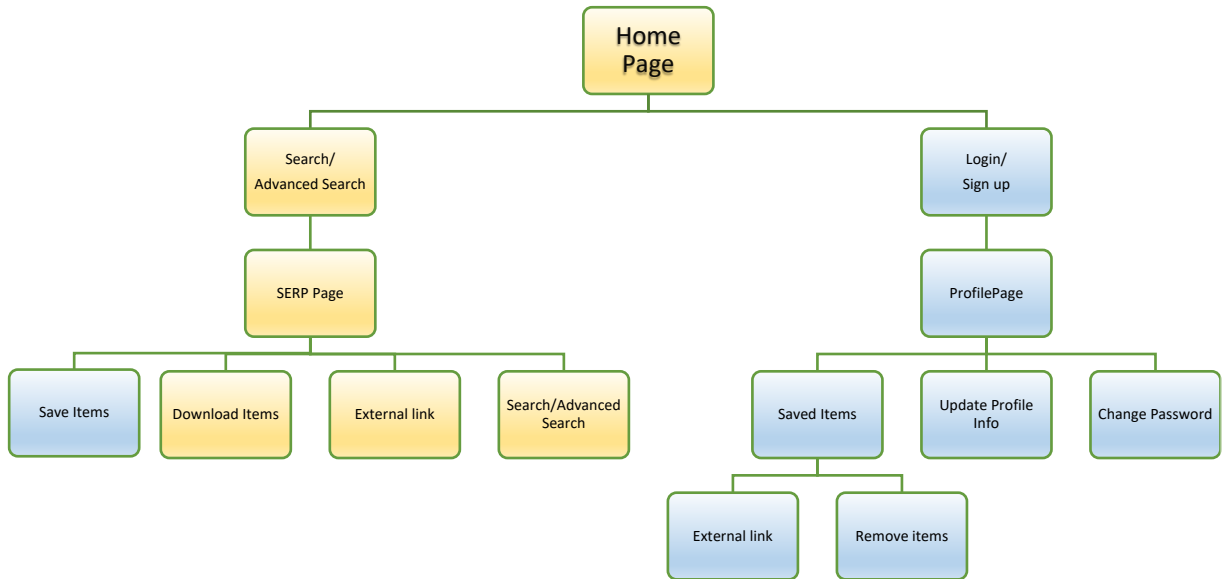 Home
Page
Search/
Advanced Search
Login/
Sign up
SERP Page
ProfilePage
Save Items
Download Items
External link
Search/Advanced
Search
Saved Items
Update Profile
Info
Change Password
External link
Remove items